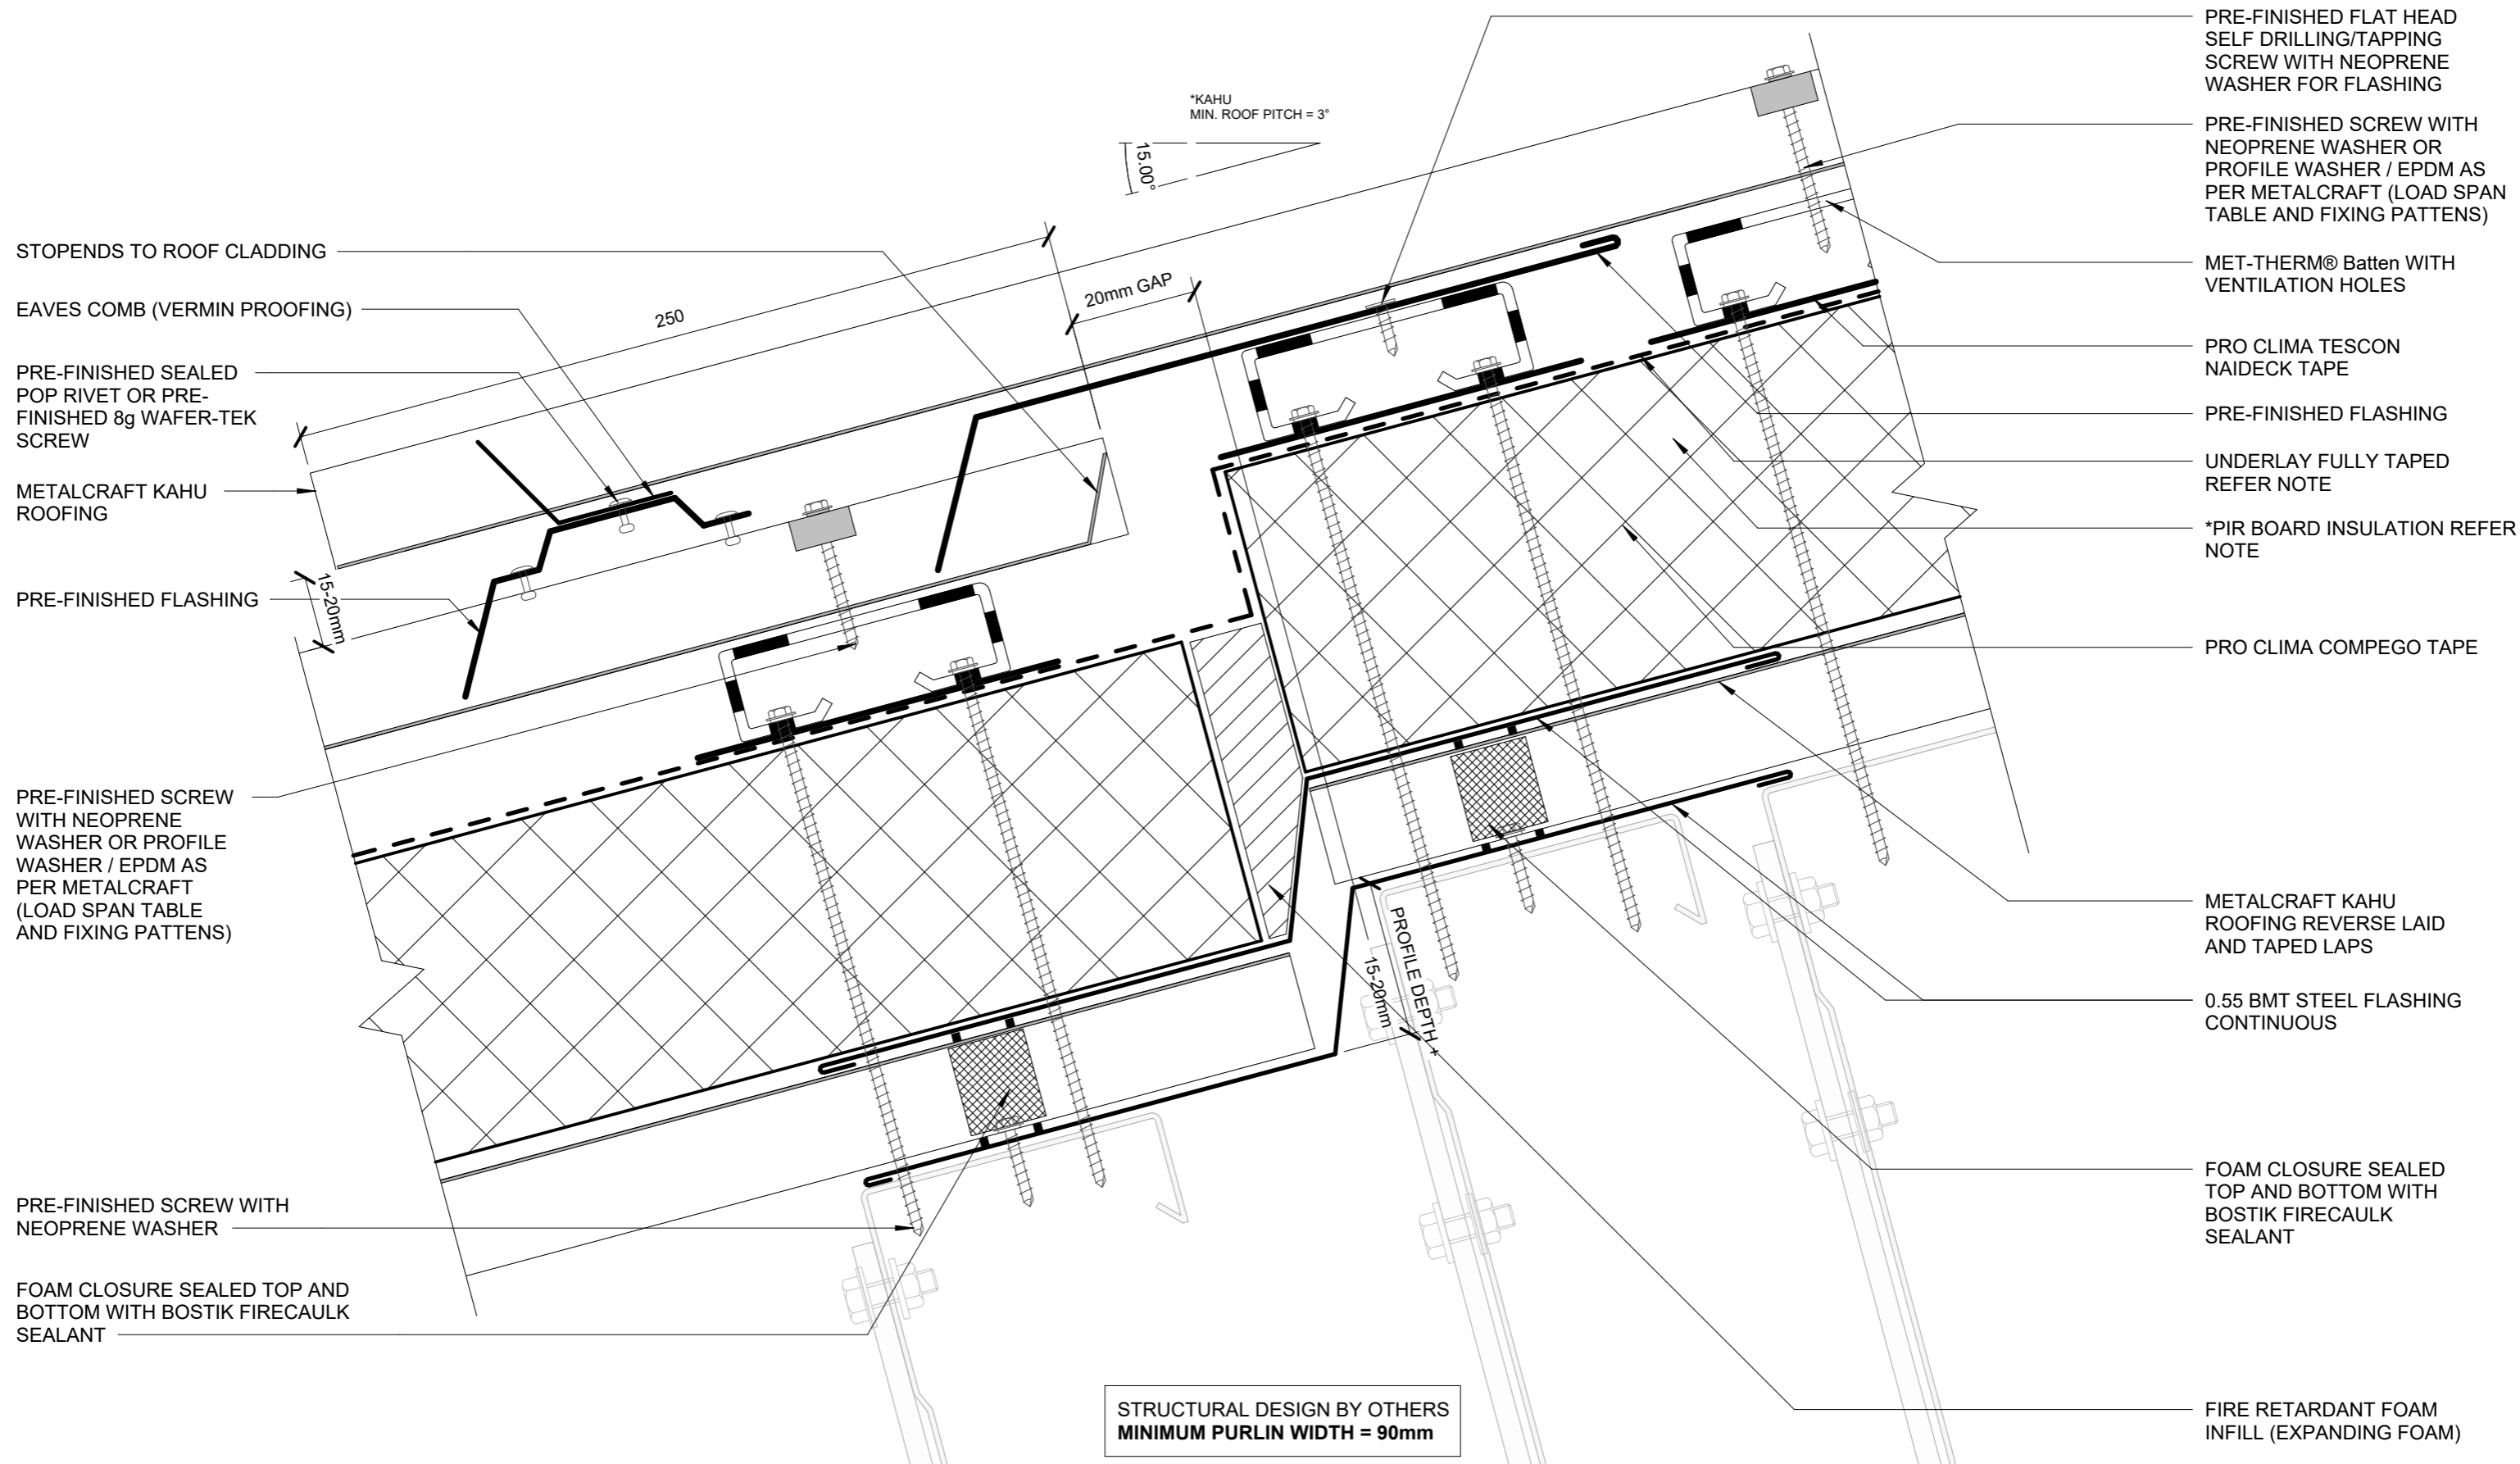 *KAHU
MIN. ROOF PITCH = 3°
15.00°
250
20mm GAP
15-20mm
STOPENDS TO ROOF CLADDING
EAVES COMB (VERMIN PROOFING)
PRE-FINISHED SEALED
POP RIVET OR PRE-
FINISHED 8g WAFER-TEK
SCREW
METALCRAFT KAHU
ROOFING
PRE-FINISHED FLASHING
PRE-FINISHED SCREW
WITH NEOPRENE
WASHER OR PROFILE
WASHER / EPDM AS
PER METALCRAFT
(LOAD SPAN TABLE
AND FIXING PATTENS)
PRE-FINISHED SCREW WITH
NEOPRENE WASHER
FOAM CLOSURE SEALED TOP AND
BOTTOM WITH BOSTIK FIRECAULK
SEALANT
PROFILE DEPTH +
15-20mm
STRUCTURAL DESIGN BY OTHERS
MINIMUM PURLIN WIDTH = 90mm
PRE-FINISHED FLAT HEAD
SELF DRILLING/TAPPING
SCREW WITH NEOPRENE
WASHER FOR FLASHING
PRE-FINISHED SCREW WITH
NEOPRENE WASHER OR
PROFILE WASHER / EPDM AS
PER METALCRAFT (LOAD SPAN
TABLE AND FIXING PATTENS)
MET-THERM® Batten WITH
VENTILATION HOLES
PRO CLIMA TESCON
NAIDECK TAPE
PRE-FINISHED FLASHING
UNDERLAY FULLY TAPED
REFER NOTE
*PIR BOARD INSULATION REFER
NOTE
PRO CLIMA COMPEGO TAPE
METALCRAFT KAHU
ROOFING REVERSE LAID
AND TAPED LAPS
0.55 BMT STEEL FLASHING
CONTINUOUS
FOAM CLOSURE SEALED
TOP AND BOTTOM WITH
BOSTIK FIRECAULK
SEALANT
FIRE RETARDANT FOAM
INFILL (EXPANDING FOAM)